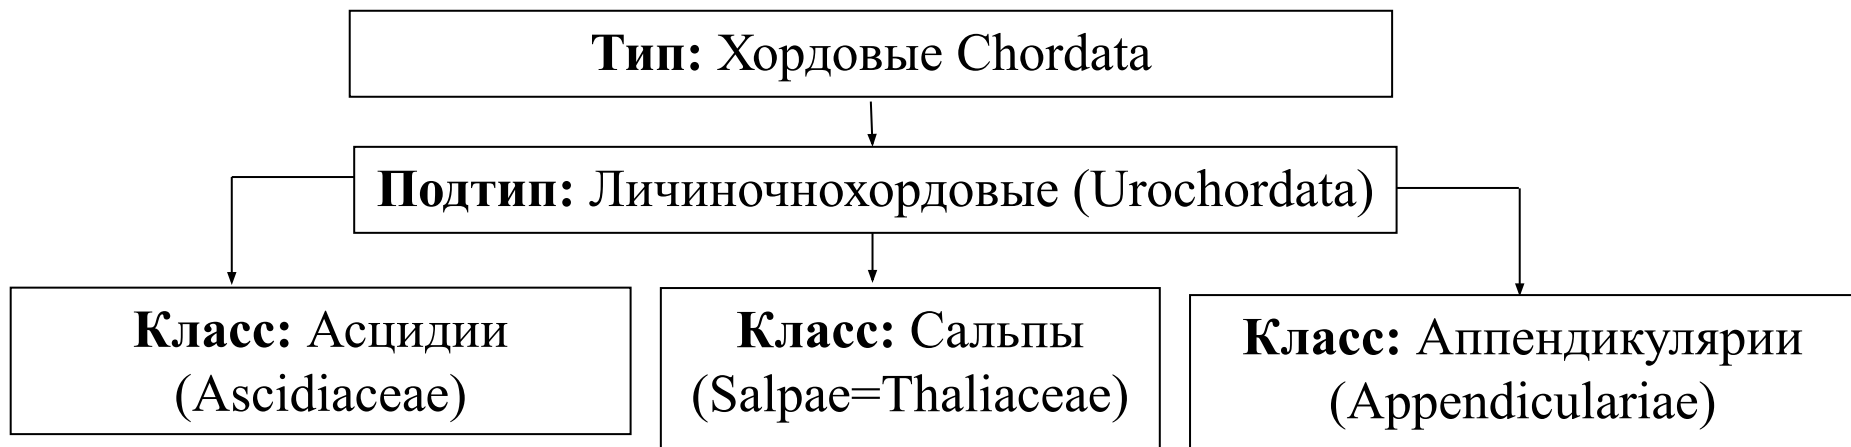 Тип: Хордовые Chordata
Подтип: Личиночнохордовые (Urochordata)
Класс: Асцидии
(Ascidiaceae)
Класс: Сальпы
(Salpae=Thaliaceae)
Класс: Аппендикулярии
(Appendiculariae)